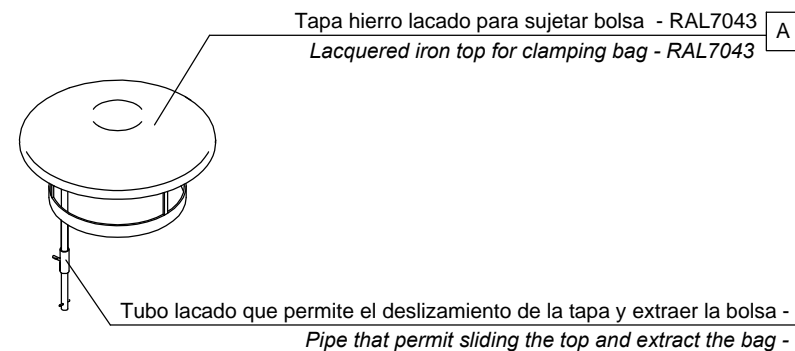 Tapa hierro lacado para sujetar bolsa - RAL7043
A
Lacquered iron top for clamping bag - RAL7043
Tubo lacado que permite el deslizamiento de la tapa y extraer la bolsa -
Pipe that permit sliding the top and extract the bag -